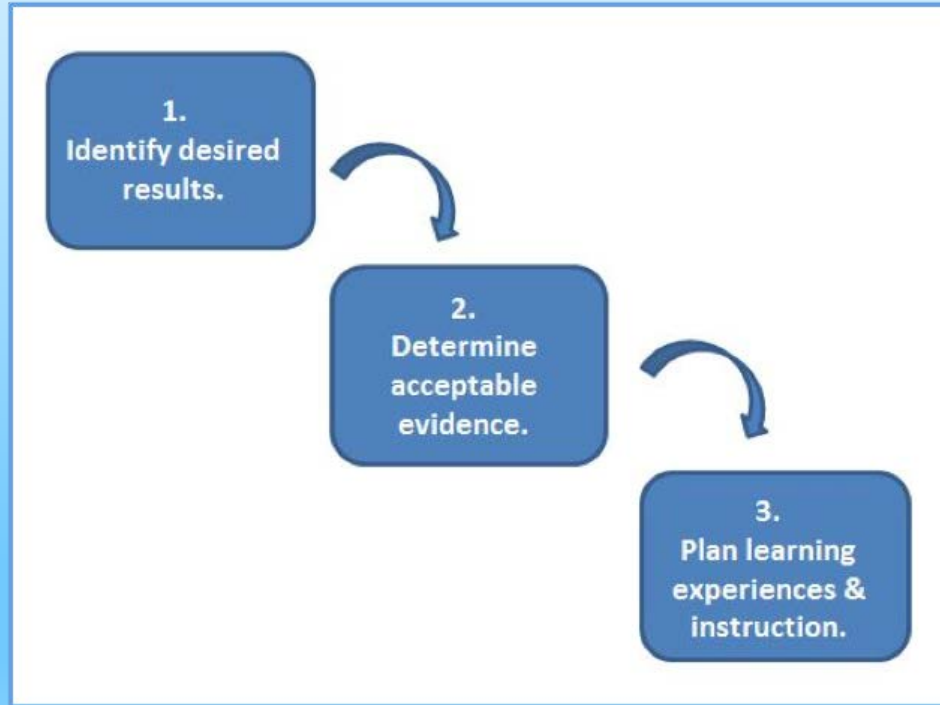 1.
Identify desired
results.
2.
Determine
acceptable
evidence.
3.
Plan learning
experiences &
instruction.